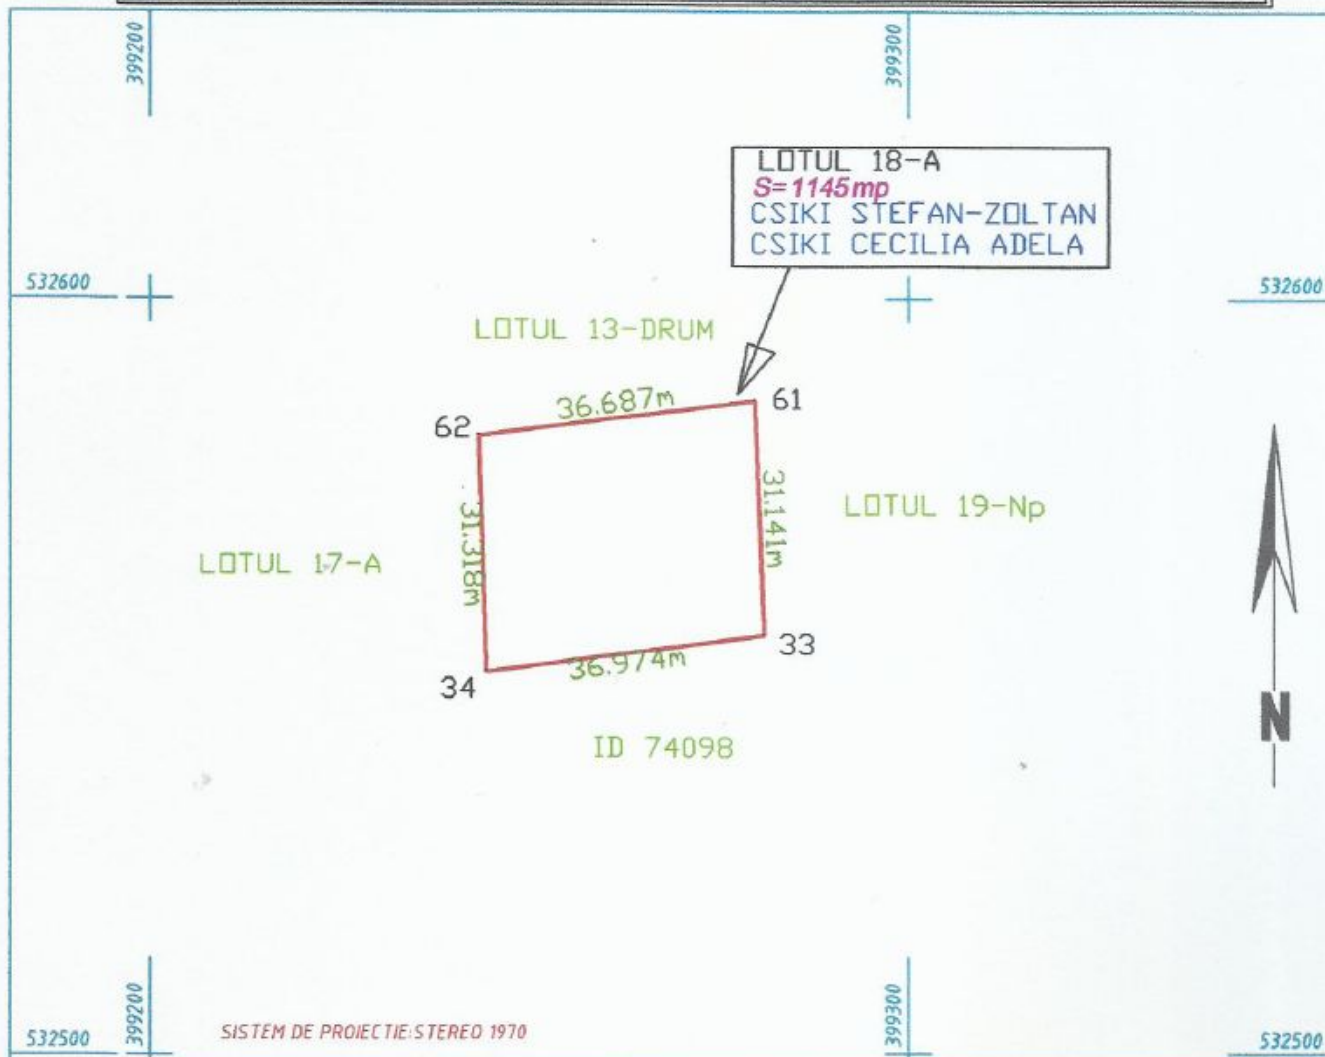 399200
399300
LOTUL 18-A
S=1145mp
CSIKI STEFAN-ZOLTAN
CSIKI CECILIA ADELA
532600
532600
LOTUL 13-DRUM
36.687m
61
62
31.141m
LOTUL 19-Np
31.318m
LOTUL 17-A
33
36.974m
34
N
ID 74098
399200
399300
SISTEM DE PROIECTIE:STEREO 1970
532500
532500